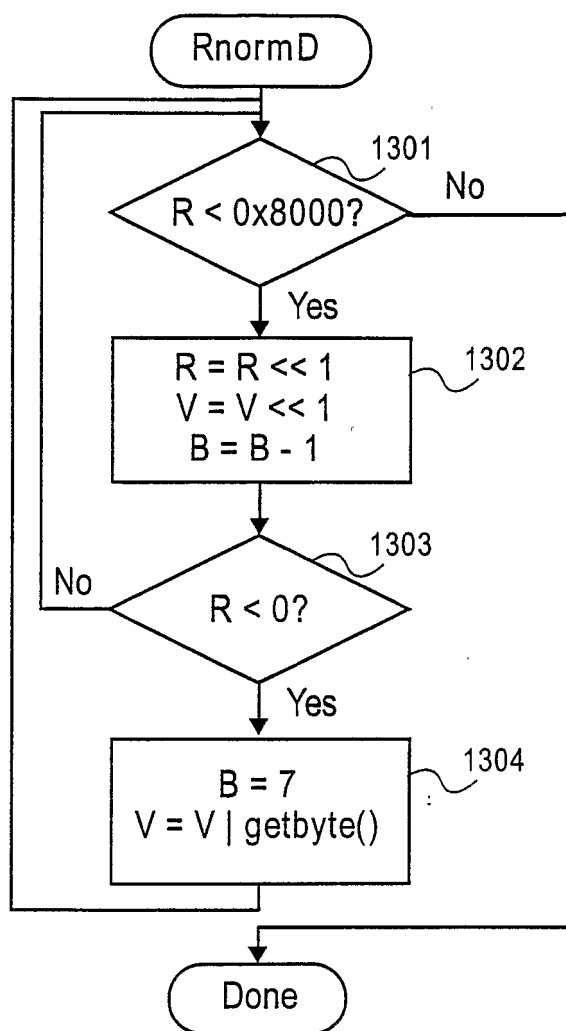 RnormD
1301
R < 0x8000?
No
Yes
R = R << 1
V = V << 1
B = B - 1
1302
1303
No
R < 0?
Yes
1304
B = 7
V = V | getbyte()
Done